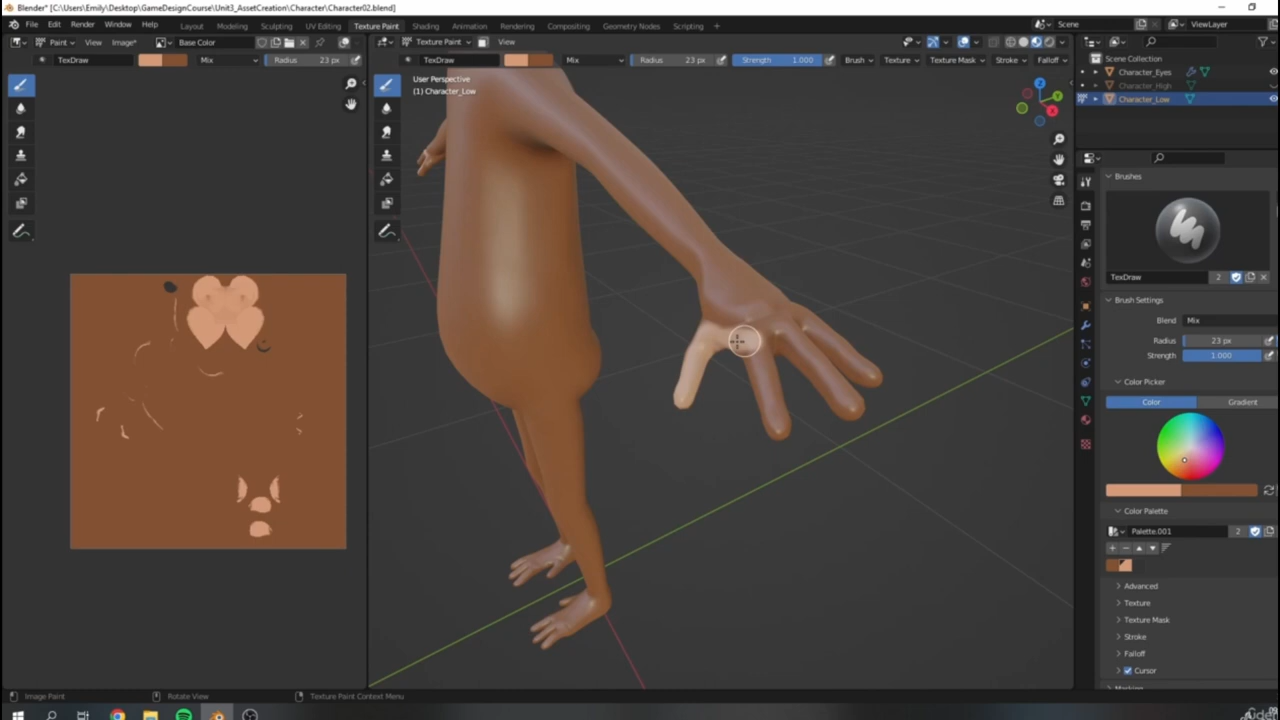 Blender* [C:\Users\Emily\Desktop\GameDesignCourse\Unit3_AssetCreation\Character\Character02.blend]
File Edit Render Window Help Layout Modeling Sculpting UV Editing Texture Paint Shading Animation Rendering Compositing Geometry Nodes Scripting + Scene ViewLayer
Paint View Image* Base Color Texture Paint View
TexDraw Mix Radius 23 px TexDraw Mix Radius 23 px Strength 1.000 Brush Texture Texture Mask Stroke Falloff
Scene Collection
Character_Eyes
Character_High
Character_Low
User Perspective
(1) Character_Low
Brushes
TexDraw 2
Brush Settings
Blend Mix
Radius 23 px
Strength 1.000
Color Picker
Color Gradient
Color Palette
Palette.001 2
Advanced
Texture
Texture Mask
Stroke
Falloff
Cursor
Image Paint Rotate View Texture Paint Context Menu